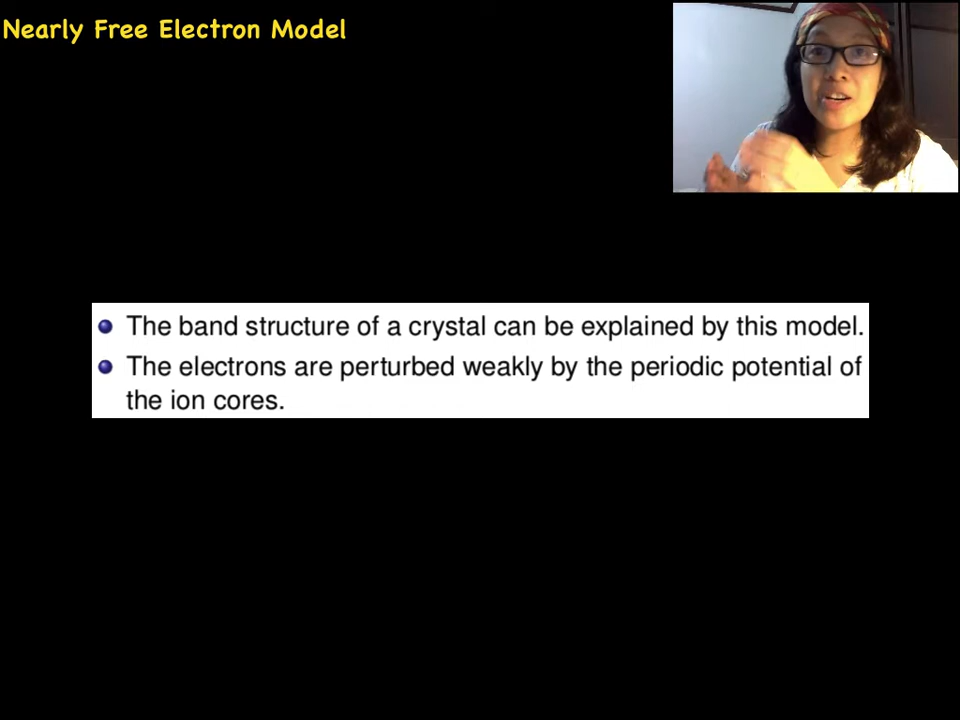 Nearly Free Electron Model
The band structure of a crystal can be explained by this model.
The electrons are perturbed weakly by the periodic potential of
the ion cores.